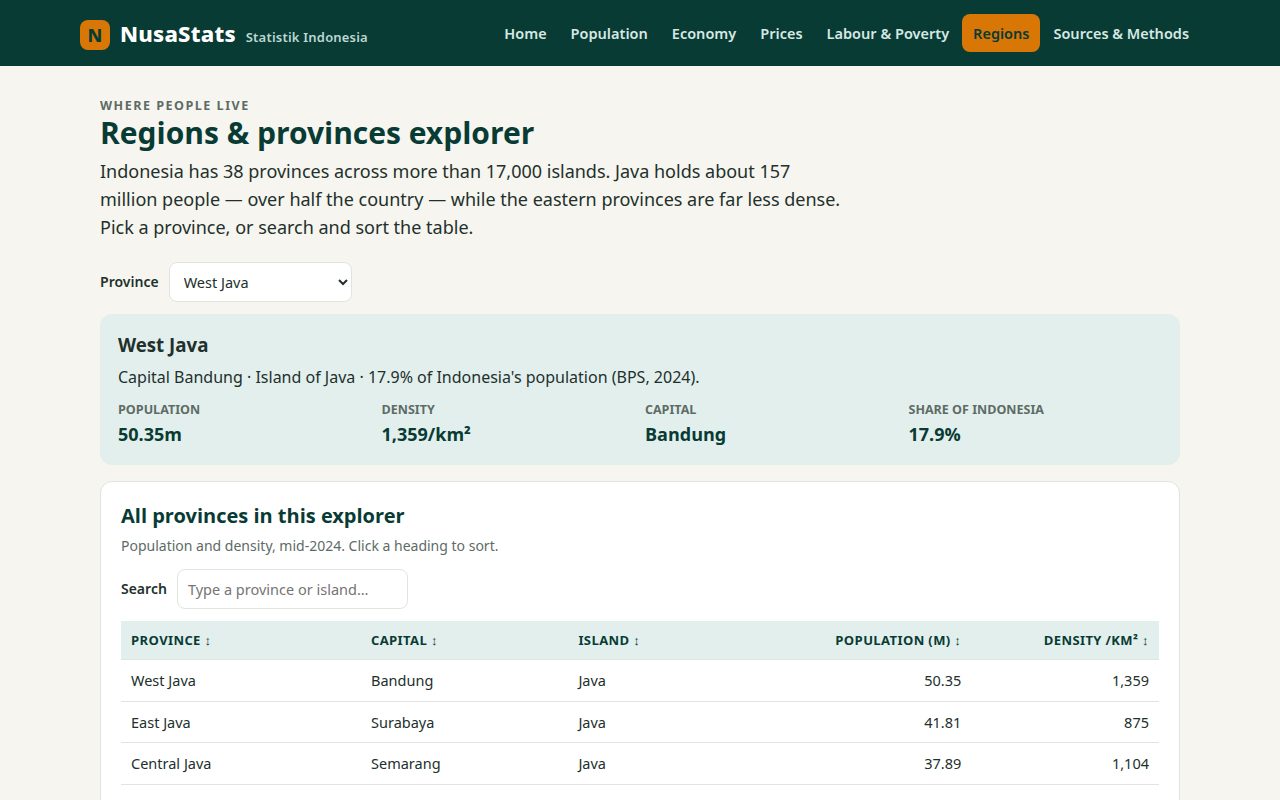 N NusaStats Statistik Indonesia Home Population Economy Prices Labour & Poverty Regions Sources & Methods
WHERE PEOPLE LIVE
Regions & provinces explorer
Indonesia has 38 provinces across more than 17,000 islands. Java holds about 157
million people — over half the country — while the eastern provinces are far less dense.
Pick a province, or search and sort the table.
Province West Java
West Java
Capital Bandung · Island of Java · 17.9% of Indonesia's population (BPS, 2024).
POPULATION DENSITY CAPITAL SHARE OF INDONESIA
50.35m 1,359/km² Bandung 17.9%
All provinces in this explorer
Population and density, mid-2024. Click a heading to sort.
Search Type a province or island...
PROVINCE ↕ CAPITAL ↕ ISLAND ↕ POPULATION (M) ↕ DENSITY /KM² ↕
West Java Bandung Java 50.35 1,359
East Java Surabaya Java 41.81 875
Central Java Semarang Java 37.89 1,104